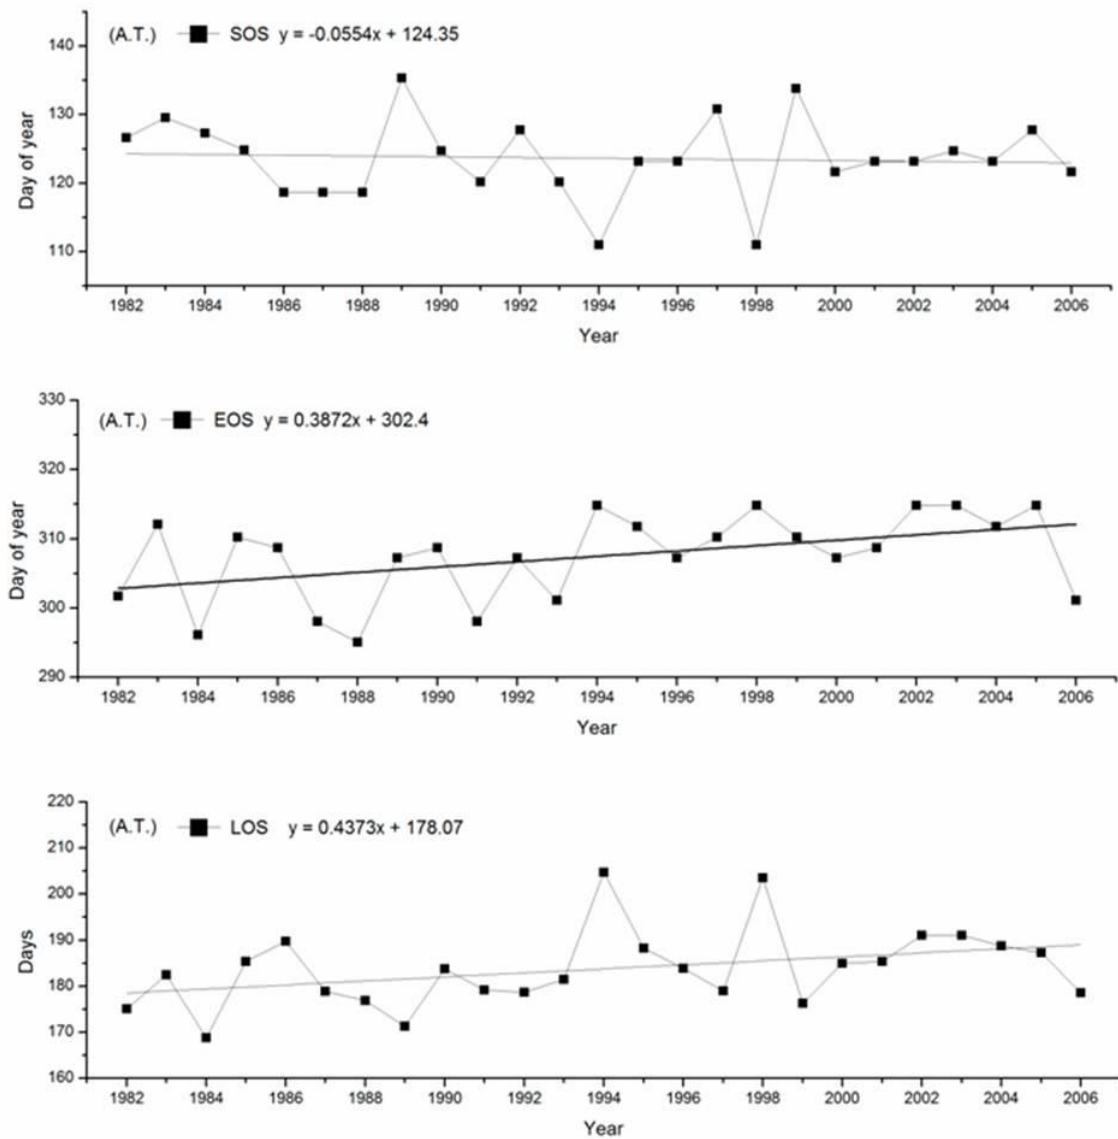 (A.T.) SOS y = -0.0554x + 124.35
Day of year
140
130
120
110
1982 1984 1986 1988 1990 1992 1994 1996 1998 2000 2002 2004 2006
Year
(A.T.) EOS y = 0.3872x + 302.4
Day of year
330
320
310
300
290
1982 1984 1986 1988 1990 1992 1994 1996 1998 2000 2002 2004 2006
Year
(A.T.) LOS y = 0.4373x + 178.07
Days
220
210
200
190
180
170
160
1982 1984 1986 1988 1990 1992 1994 1996 1998 2000 2002 2004 2006
Year